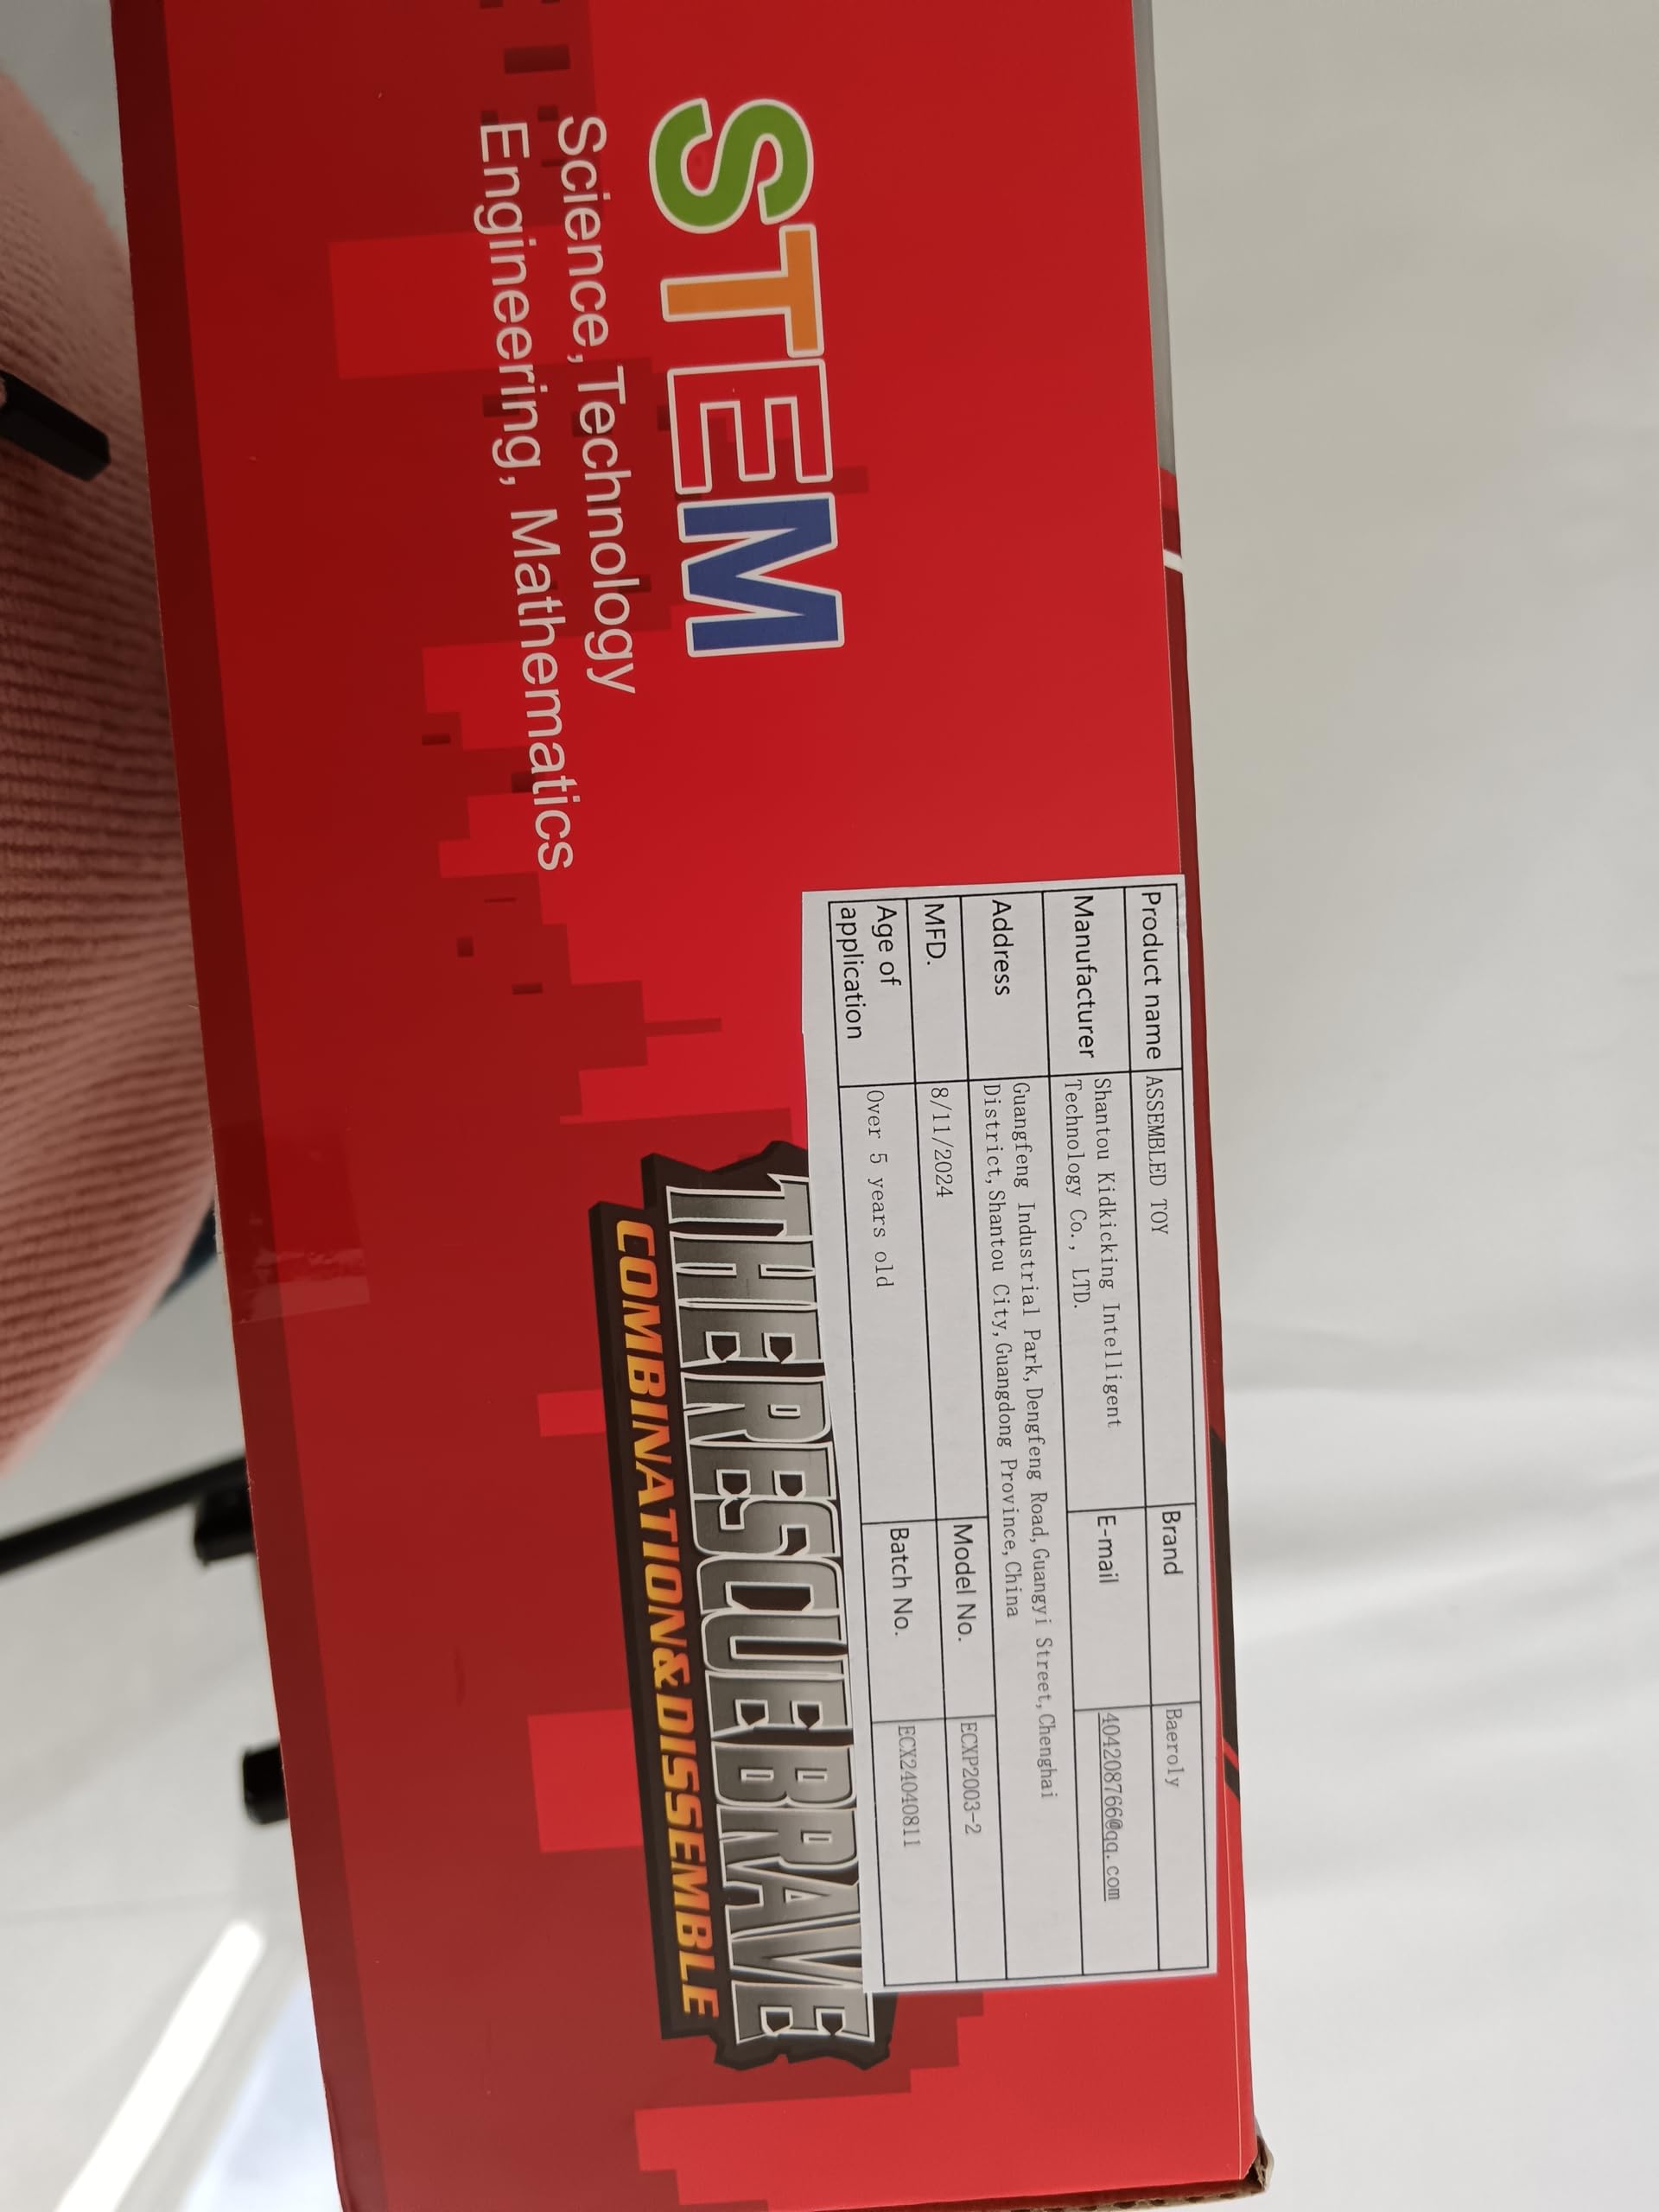 STEM
Science, Technology
Engineering, Mathematics
Product name ASSEMBLED TOY Brand Baeroly
Manufacturer Shantou Kidkicking Intelligent Technology Co., LTD. E-mail 404208766@qq.com
Address Guangfeng Industrial Park, Dengfeng Road, Guangyi Street, Chenghai
District, Shantou City, Guangdong Province, China
MFD. 8/11/2024 Model No. ECXP2003-2
Age of application Over 5 years old Batch No. ECX24040811
THERESCUEBRAVE
COMBINATION&DISSEMBLE